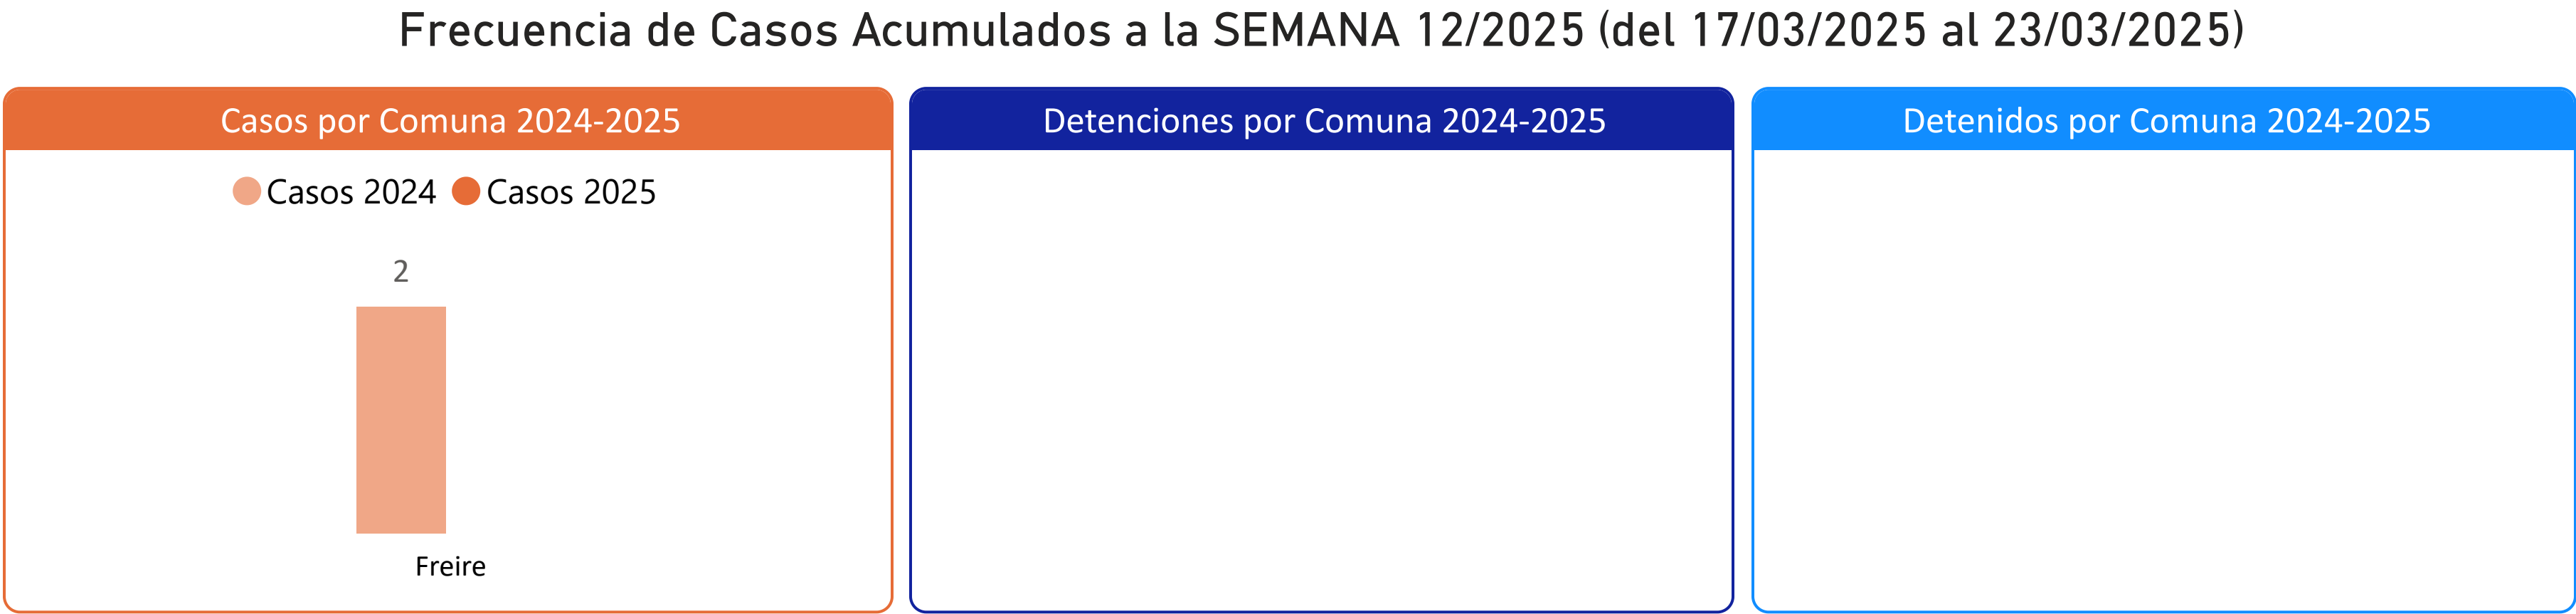 Frecuencia de Casos Acumulados a la SEMANA 12/2025 (del 17/03/2025 al 23/03/2025)
Casos por Comuna 2024-2025
Casos 2024 Casos 2025
2
Freire
Detenciones por Comuna 2024-2025
Detenidos por Comuna 2024-2025